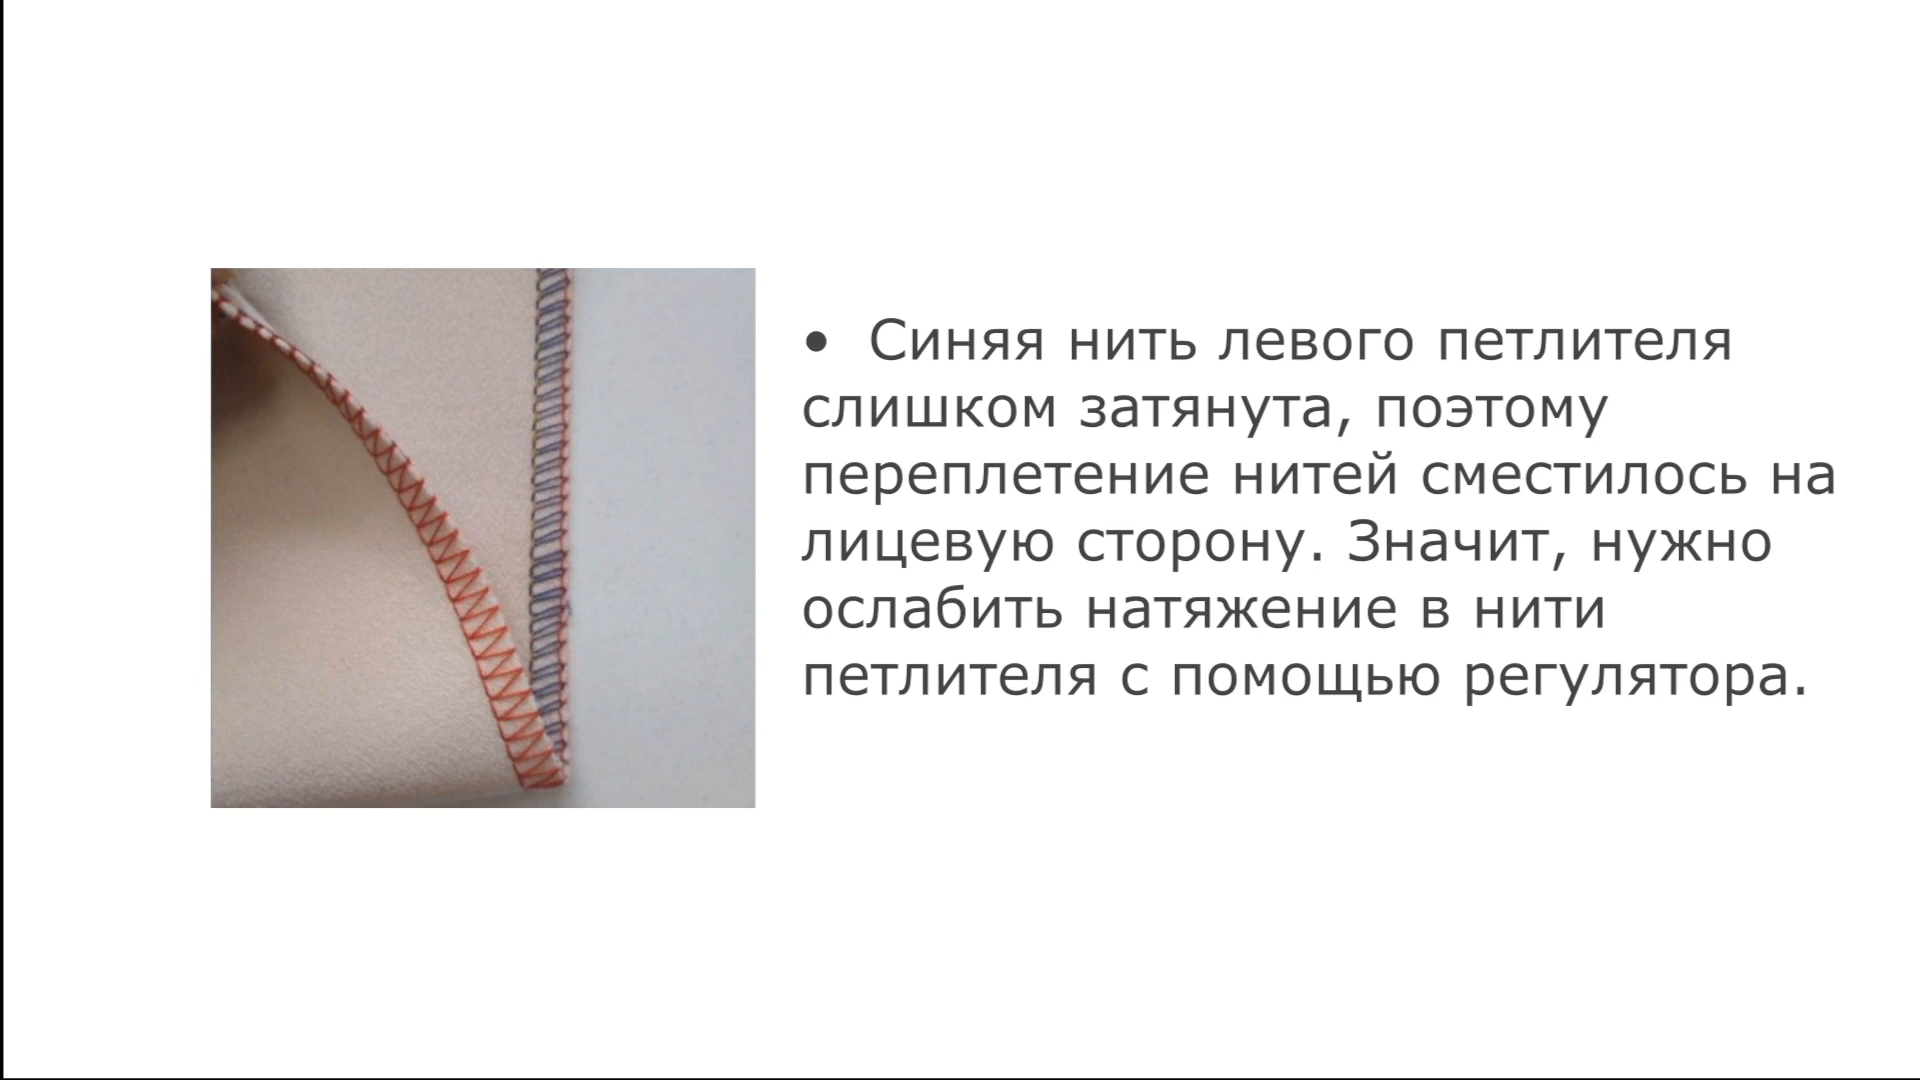 • Синяя нить левого петлителя
слишком затянута, поэтому
переплетение нитей сместилось на
лицевую сторону. Значит, нужно
ослабить натяжение в нити
петлителя с помощью регулятора.